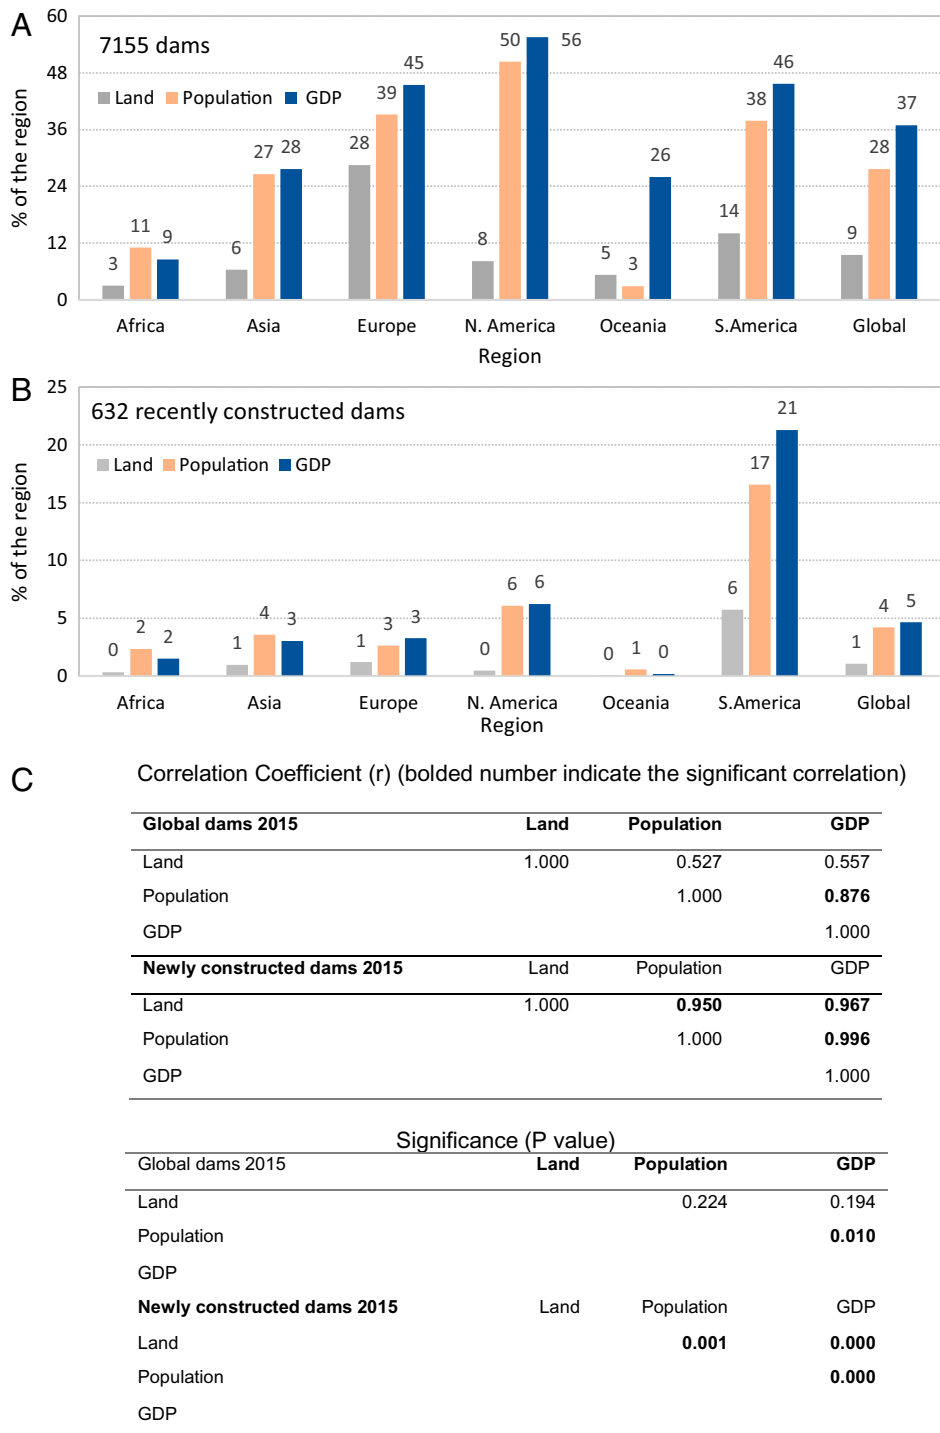 A
7155 dams
Land Population GDP
% of the region
60
48
36
24
12
0
3 11 9
6 27 28
28 39 45
8 50 56
5 3 26
14 38 46
9 28 37
Africa Asia Europe N. America Oceania S.America Global
Region
B
632 recently constructed dams
Land Population GDP
% of the region
25
20
15
10
5
0
0 2 2
1 4 3
1 3 3
0 6 6
0 1 0
6 17 21
1 4 5
Africa Asia Europe N. America Oceania S.America Global
Region
C
Correlation Coefficient (r) (bolded number indicate the significant correlation)
Global dams 2015 Land Population GDP
Land 1.000 0.527 0.557
Population 1.000 0.876
GDP 1.000
Newly constructed dams 2015 Land Population GDP
Land 1.000 0.950 0.967
Population 1.000 0.996
GDP 1.000
Significance (P value)
Global dams 2015 Land Population GDP
Land 0.224 0.194
Population 0.010
GDP
Newly constructed dams 2015 Land Population GDP
Land 0.001 0.000
Population 0.000
GDP